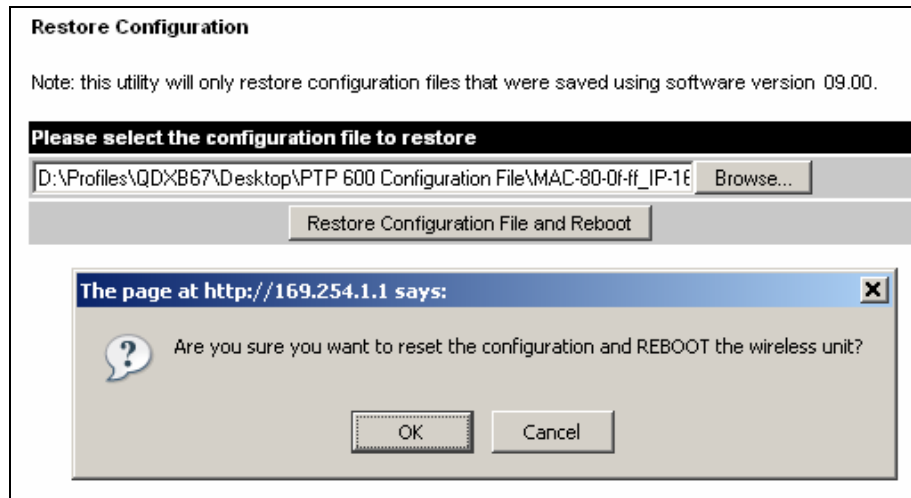 Restore Configuration
Note: this utility will only restore configuration files that were saved using software version 09.00.
Please select the configuration file to restore
D:\Profiles\QDXB67\Desktop\PTP 600 Configuration File\MAC-80-0f-ff_IP-16 Browse...
Restore Configuration File and Reboot
The page at http://169.254.1.1 says:
Are you sure you want to reset the configuration and REBOOT the wireless unit?
OK Cancel